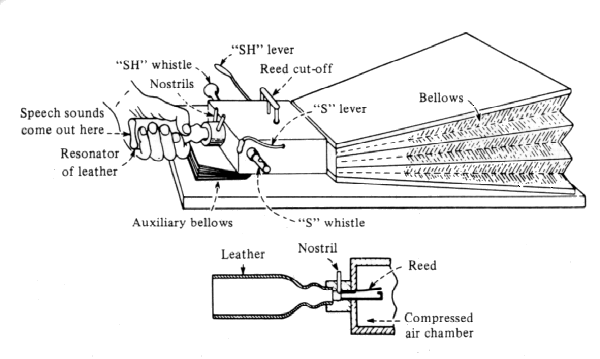 "SH" lever
"SH" whistle
Reed cut-off
Nostrils
Bellows
"S" lever
Speech sounds
come out here
Resonator
of leather
Auxiliary bellows
"S" whistle
Leather
Nostril
Reed
Compressed
air chamber